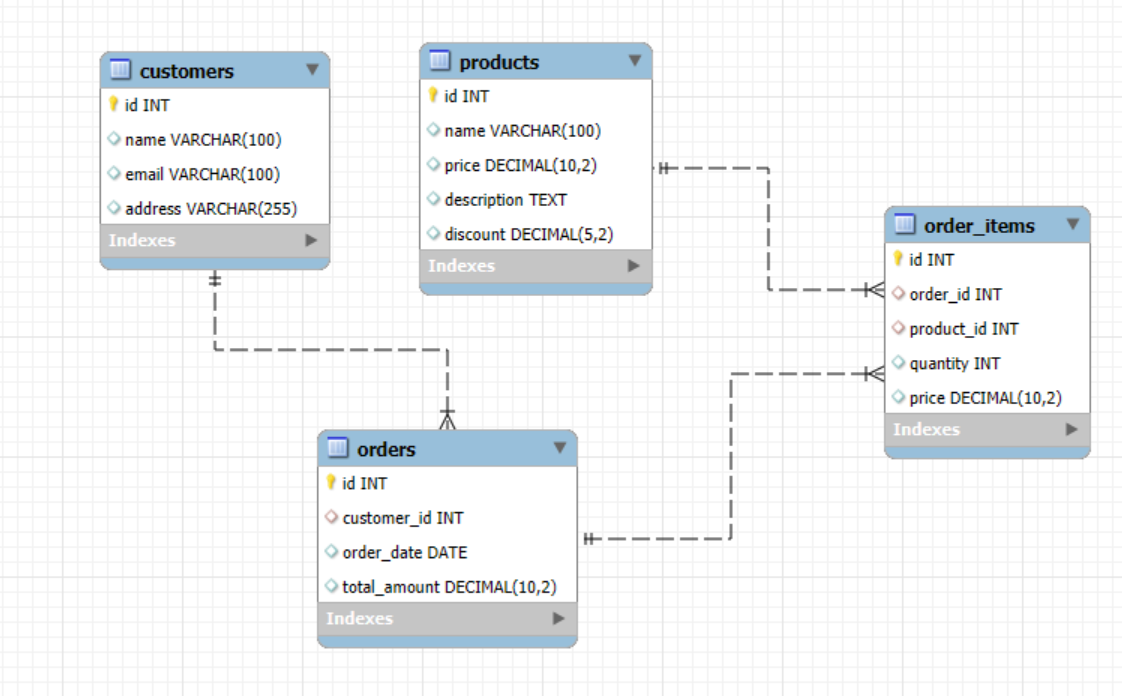 customers
id INT
name VARCHAR(100)
email VARCHAR(100)
address VARCHAR(255)
Indexes
products
id INT
name VARCHAR(100)
price DECIMAL(10,2)
description TEXT
discount DECIMAL(5,2)
Indexes
order_items
id INT
order_id INT
product_id INT
quantity INT
price DECIMAL(10,2)
Indexes
orders
id INT
customer_id INT
order_date DATE
total_amount DECIMAL(10,2)
Indexes